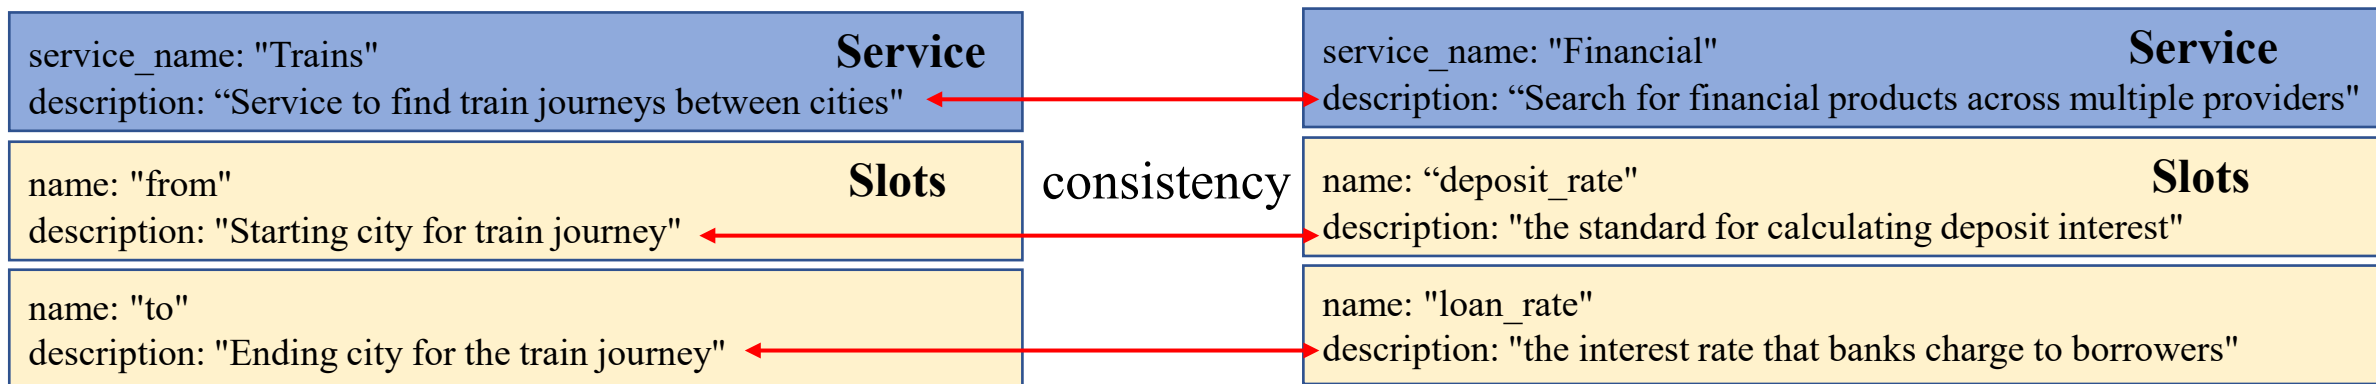 service_name: "Trains"
Service
description: “Service to find train journeys between cities"
name: "from"
Slots
description: "Starting city for train journey"
name: "to"
description: "Ending city for the train journey"
consistency
service_name: "Financial"
Service
description: “Search for financial products across multiple providers"
name: “deposit_rate"
Slots
description: "the standard for calculating deposit interest"
name: "loan_rate"
description: "the interest rate that banks charge to borrowers"